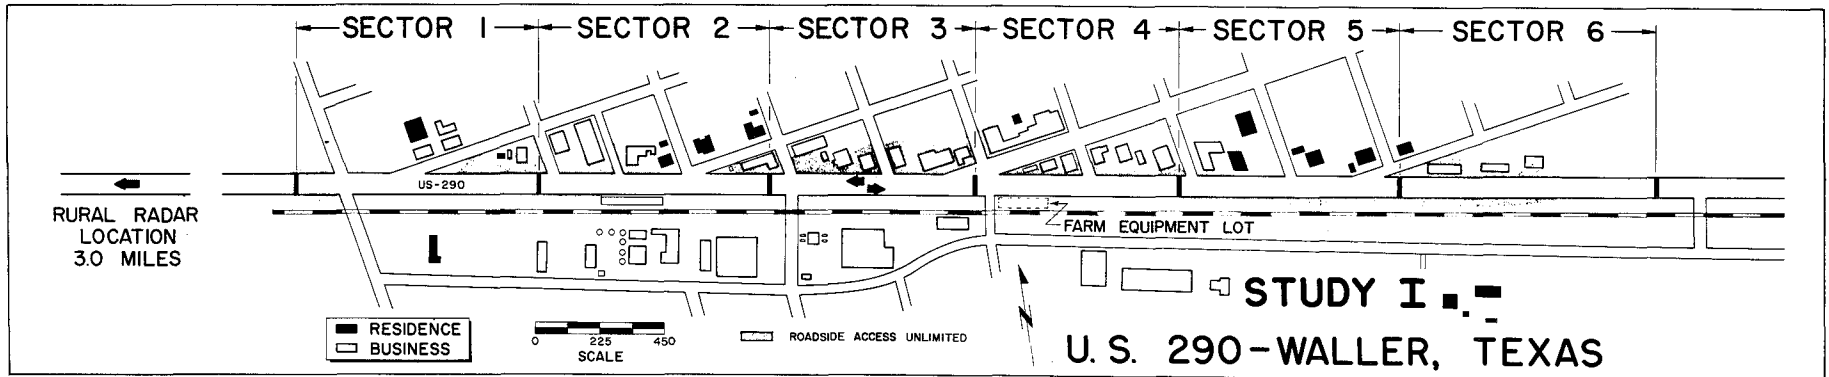 SECTOR 1 SECTOR 2 SECTOR 3 SECTOR 4 SECTOR 5 SECTOR 6
US-290
RURAL RADAR
LOCATION
3.0 MILES
FARM EQUIPMENT LOT
STUDY I
RESIDENCE
BUSINESS
0 225 450
SCALE
ROADSIDE ACCESS UNLIMITED
N
U. S. 290-WALLER, TEXAS